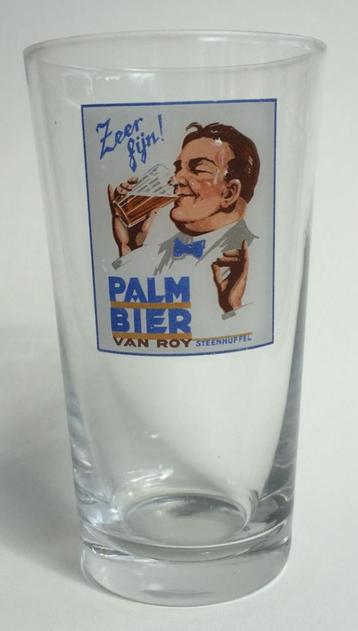 Zeer
fijn!
PALM
BIER
VAN ROY STEENHUFFEL